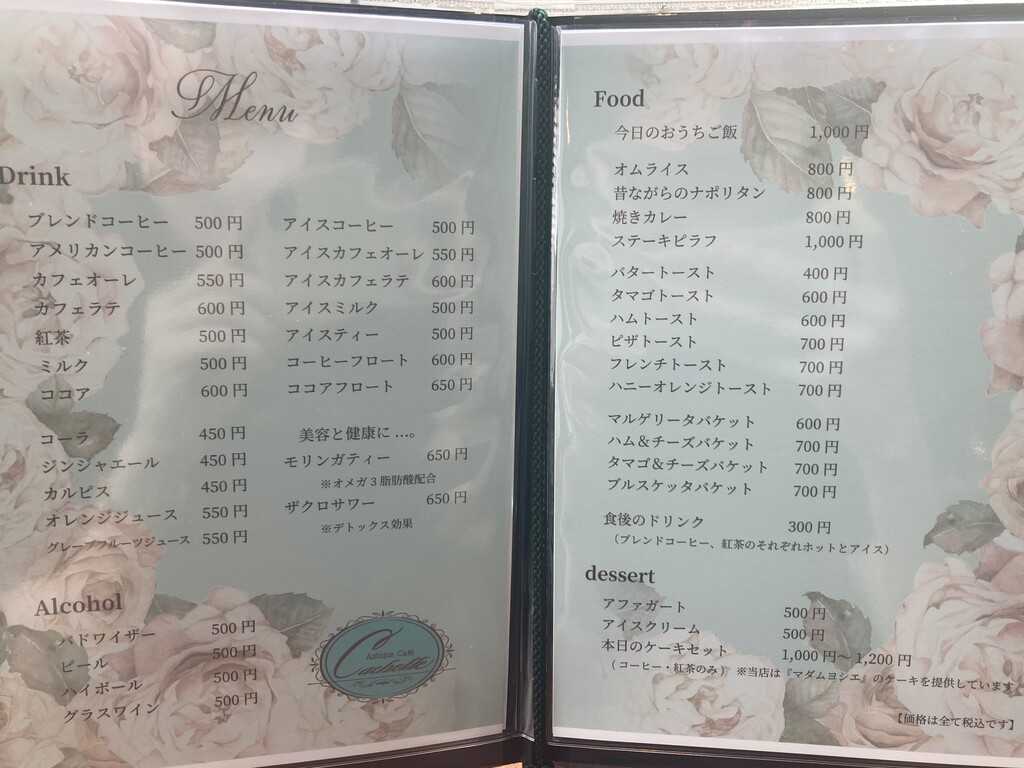 Menu
Drink
ブレンドコーヒー 500円
アメリカンコーヒー 500円
カフェオーレ 550円
カフェラテ 600円
紅茶 500円
ミルク 500円
ココア 600円
コーラ 450円
ジンジャエール 450円
カルピス 450円
オレンジジュース 550円
グレープフルーツジュース 550円
Alcohol
バドワイザー 500円
ビール 500円
ハイボール 500円
グラスワイン 500円
アイスコーヒー 500円
アイスカフェオーレ 550円
アイスカフェラテ 600円
アイスミルク 500円
アイスティー 500円
コーヒーフロート 600円
ココアフロート 650円
美容と健康に…。
モリンガティー 650円
※オメガ3脂肪酸配合
ザクロサワー 650円
※デトックス効果
Antique Café
Food
今日のおうちご飯 1,000円
オムライス 800円
昔ながらのナポリタン 800円
焼きカレー 800円
ステーキピラフ 1,000円
バタートースト 400円
タマゴトースト 600円
ハムトースト 600円
ピザトースト 700円
フレンチトースト 700円
ハニーオレンジトースト 700円
マルゲリータバケット 600円
ハム＆チーズバケット 700円
タマゴ＆チーズバケット 700円
ブルスケッタバケット 700円
食後のドリンク 300円
（ブレンドコーヒー、紅茶のそれぞれホットとアイス）
dessert
アファガート 500円
アイスクリーム 500円
本日のケーキセット 1,000円～1,200円
（コーヒー・紅茶のみ） ※当店は『マダムヨシエ』のケーキを提供しています
【価格は全て税込です】